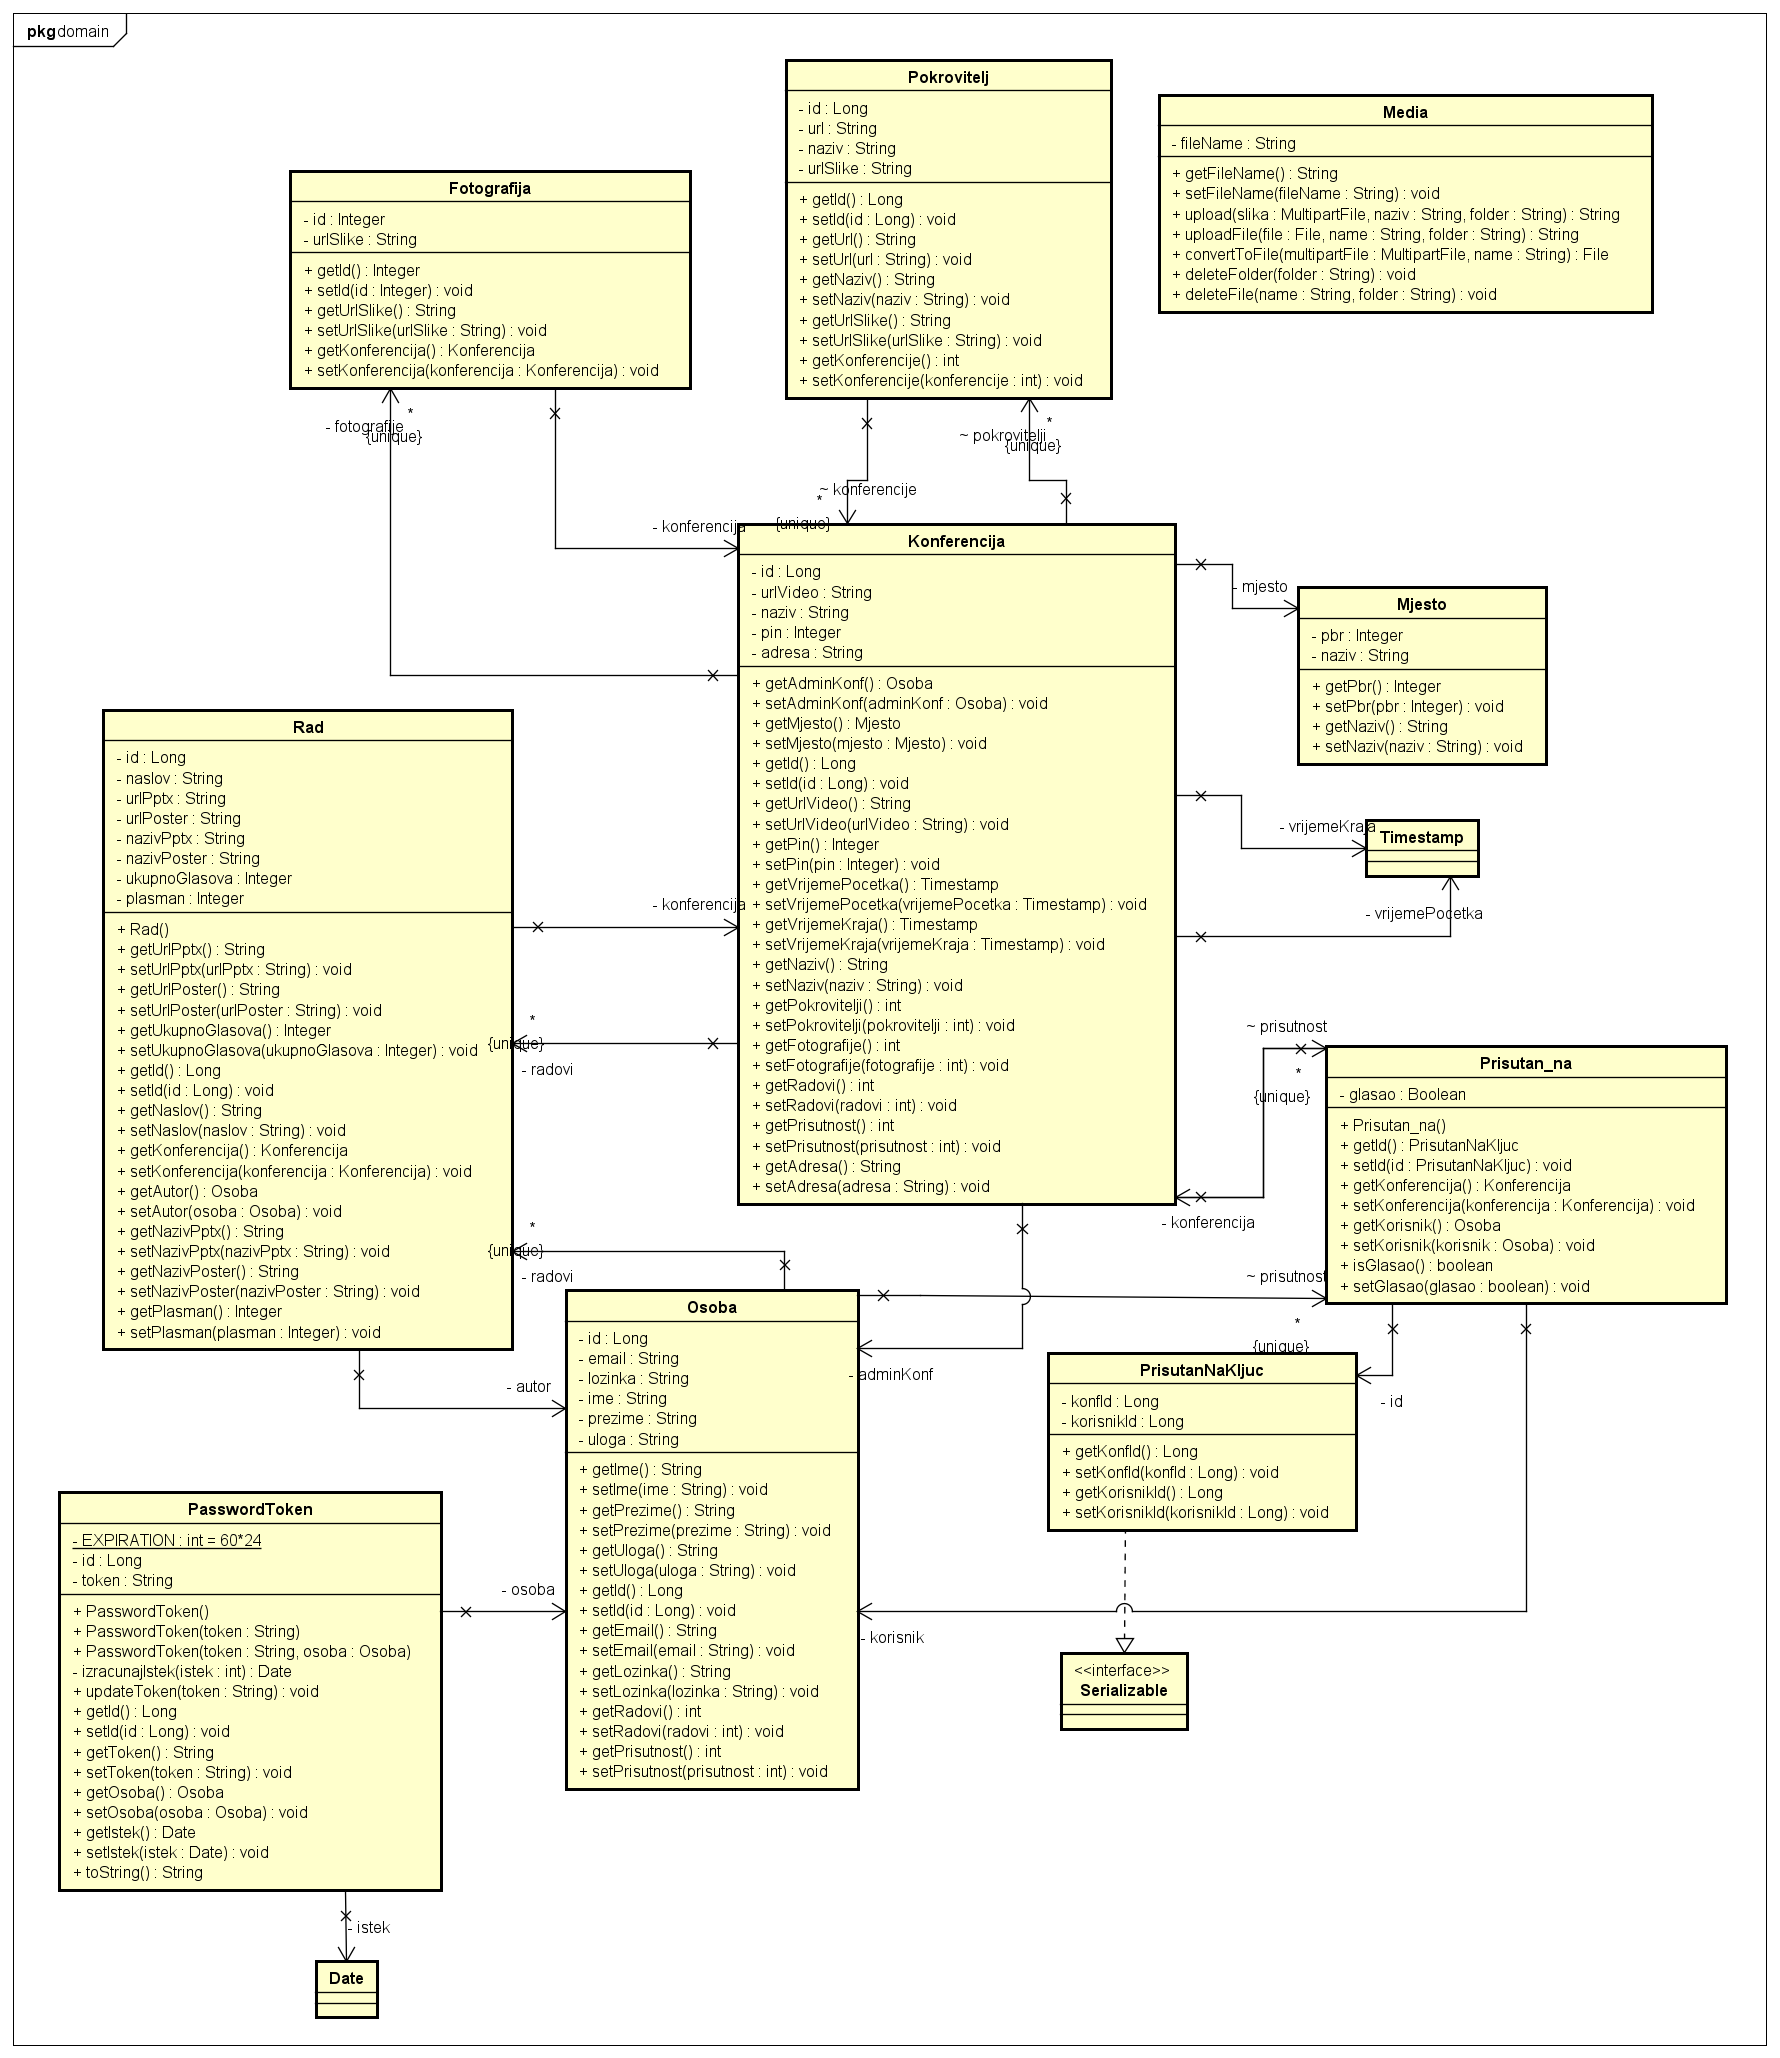 pkg domain
Pokrovitelj
- id : Long
- url : String
- naziv : String
- urlSlike : String
+ getId() : Long
+ setId(id : Long) : void
+ getUrl() : String
+ setUrl(url : String) : void
+ getNaziv() : String
+ setNaziv(naziv : String) : void
+ getUrlSlike() : String
+ setUrlSlike(urlSlike : String) : void
+ getKonferencije() : int
+ setKonferencije(konferencije : int) : void
Media
- fileName : String
+ getFileName() : String
+ setFileName(fileName : String) : void
+ upload(slika : MultipartFile, naziv : String, folder : String) : String
+ uploadFile(file : File, name : String, folder : String) : String
+ convertToFile(multipartFile : MultipartFile, name : String) : File
+ deleteFolder(folder : String) : void
+ deleteFile(name : String, folder : String) : void
Fotografija
- id : Integer
- urlSlike : String
+ getId() : Integer
+ setId(id : Integer) : void
+ getUrlSlike() : String
+ setUrlSlike(urlSlike : String) : void
+ getKonferencija() : Konferencija
+ setKonferencija(konferencija : Konferencija) : void
*
- fotografije
{unique}
*
~ pokrovitelji
{unique}
~ konferencije
*
{unique}
- konferencija
Konferencija
- id : Long
- urlVideo : String
- naziv : String
- pin : Integer
- adresa : String
+ getAdminKonf() : Osoba
+ setAdminKonf(adminKonf : Osoba) : void
+ getMjesto() : Mjesto
+ setMjesto(mjesto : Mjesto) : void
+ getId() : Long
+ setId(id : Long) : void
+ getUrlVideo() : String
+ setUrlVideo(urlVideo : String) : void
+ getPin() : Integer
+ setPin(pin : Integer) : void
+ getVrijemePocetka() : Timestamp
+ setVrijemePocetka(vrijemePocetka : Timestamp) : void
+ getVrijemeKraja() : Timestamp
+ setVrijemeKraja(vrijemeKraja : Timestamp) : void
+ getNaziv() : String
+ setNaziv(naziv : String) : void
+ getPokrovitelji() : int
+ setPokrovitelji(pokrovitelji : int) : void
+ getFotografije() : int
+ setFotografije(fotografije : int) : void
+ getRadovi() : int
+ setRadovi(radovi : int) : void
+ getPrisutnost() : int
+ setPrisutnost(prisutnost : int) : void
+ getAdresa() : String
+ setAdresa(adresa : String) : void
- mjesto
Mjesto
- pbr : Integer
- naziv : String
+ getPbr() : Integer
+ setPbr(pbr : Integer) : void
+ getNaziv() : String
+ setNaziv(naziv : String) : void
- vrijemeKraja
Timestamp
- vrijemePocetka
Rad
- id : Long
- naslov : String
- urlPptx : String
- urlPoster : String
- nazivPptx : String
- nazivPoster : String
- ukupnoGlasova : Integer
- plasman : Integer
+ Rad()
+ getUrlPptx() : String
+ setUrlPptx(urlPptx : String) : void
+ getUrlPoster() : String
+ setUrlPoster(urlPoster : String) : void
+ getUkupnoGlasova() : Integer
+ setUkupnoGlasova(ukupnoGlasova : Integer) : void
+ getId() : Long
+ setId(id : Long) : void
+ getNaslov() : String
+ setNaslov(naslov : String) : void
+ getKonferencija() : Konferencija
+ setKonferencija(konferencija : Konferencija) : void
+ getAutor() : Osoba
+ setAutor(osoba : Osoba) : void
+ getNazivPptx() : String
+ setNazivPptx(nazivPptx : String) : void
+ getNazivPoster() : String
+ setNazivPoster(nazivPoster : String) : void
+ getPlasman() : Integer
+ setPlasman(plasman : Integer) : void
- konferencija
*
{unique}
- radovi
*
{unique}
- radovi
~ prisutnost
*
{unique}
- konferencija
Prisutan_na
- glasao : Boolean
+ Prisutan_na()
+ getId() : PrisutanNaKljuc
+ setId(id : PrisutanNaKljuc) : void
+ getKonferencija() : Konferencija
+ setKonferencija(konferencija : Konferencija) : void
+ getKorisnik() : Osoba
+ setKorisnik(korisnik : Osoba) : void
+ isGlasao() : boolean
+ setGlasao(glasao : boolean) : void
~ prisutnost
*
{unique}
- adminKonf
- autor
Osoba
- id : Long
- email : String
- lozinka : String
- ime : String
- prezime : String
- uloga : String
+ getIme() : String
+ setIme(ime : String) : void
+ getPrezime() : String
+ setPrezime(prezime : String) : void
+ getUloga() : String
+ setUloga(uloga : String) : void
+ getId() : Long
+ setId(id : Long) : void
+ getEmail() : String
+ setEmail(email : String) : void
+ getLozinka() : String
+ setLozinka(lozinka : String) : void
+ getRadovi() : int
+ setRadovi(radovi : int) : void
+ getPrisutnost() : int
+ setPrisutnost(prisutnost : int) : void
PrisutanNaKljuc
- konfId : Long
- korisnikId : Long
+ getKonfId() : Long
+ setKonfId(konfId : Long) : void
+ getKorisnikId() : Long
+ setKorisnikId(korisnikId : Long) : void
- id
- korisnik
<<interface>>
Serializable
PasswordToken
- EXPIRATION : int = 60*24
- id : Long
- token : String
+ PasswordToken()
+ PasswordToken(token : String)
+ PasswordToken(token : String, osoba : Osoba)
- izracunajIstek(istek : int) : Date
+ updateToken(token : String) : void
+ getId() : Long
+ setId(id : Long) : void
+ getToken() : String
+ setToken(token : String) : void
+ getOsoba() : Osoba
+ setOsoba(osoba : Osoba) : void
+ getIstek() : Date
+ setIstek(istek : Date) : void
+ toString() : String
- osoba
- istek
Date